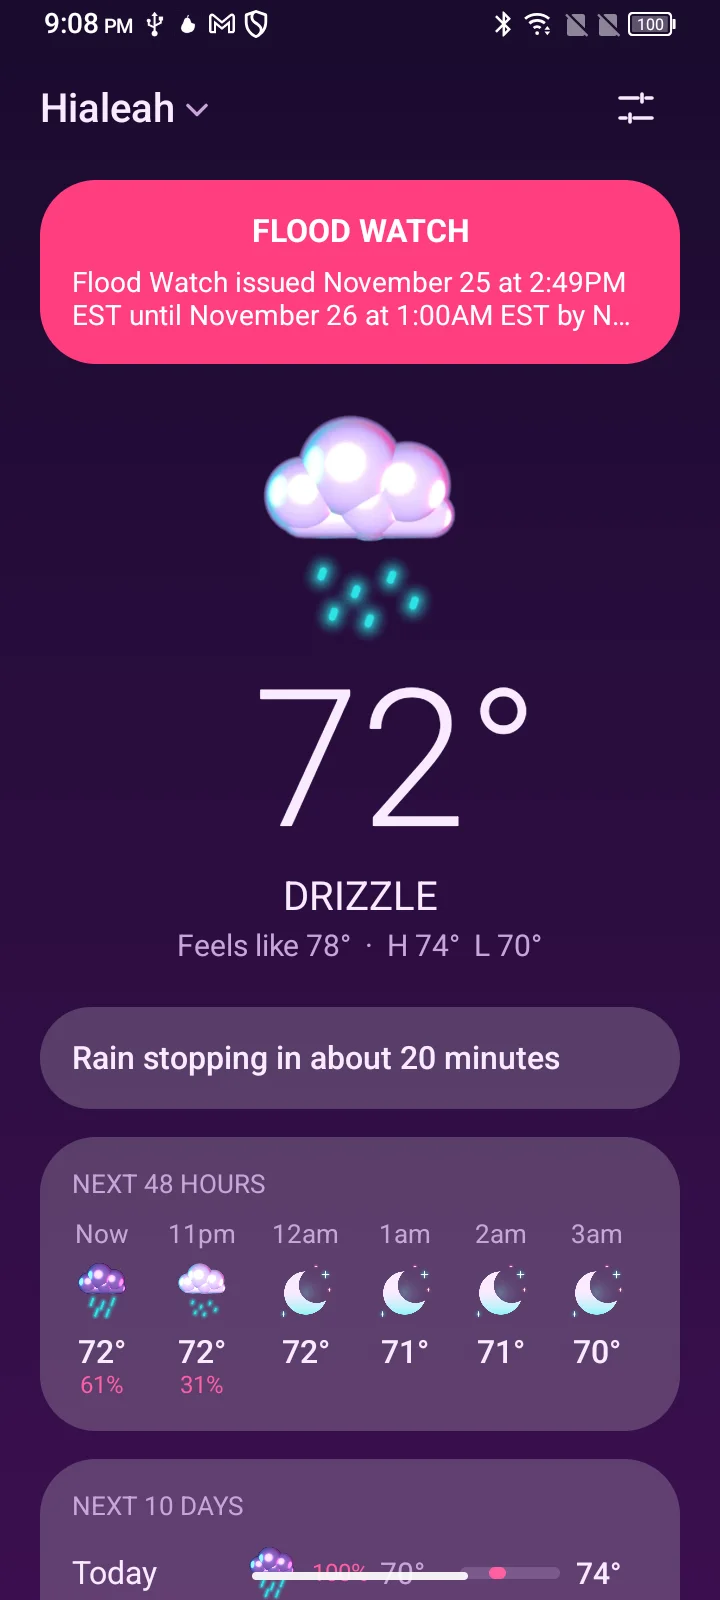 9:08 PM
100
Hialeah
FLOOD WATCH
Flood Watch issued November 25 at 2:49PM
EST until November 26 at 1:00AM EST by N...
72°
DRIZZLE
Feels like 78° · H 74° L 70°
Rain stopping in about 20 minutes
NEXT 48 HOURS
Now 11pm 12am 1am 2am 3am
72° 72° 72° 71° 71° 70°
61% 31%
NEXT 10 DAYS
Today 100% 70° 74°